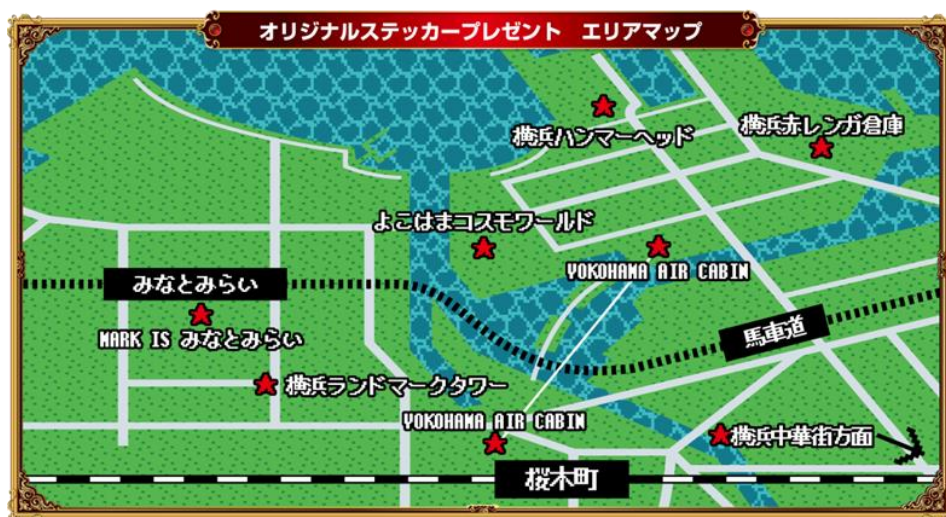 オリジナルステッカープレゼント エリアマップ
横浜ハンマーヘッド
横浜赤レンガ倉庫
よこはまコスモワールド
YOKOHAMA AIR CABIN
みなとみらい
MARK IS みなとみらい
馬車道
横浜ランドマークタワー
YOKOHAMA AIR CABIN
横浜中華街方面
桜木町